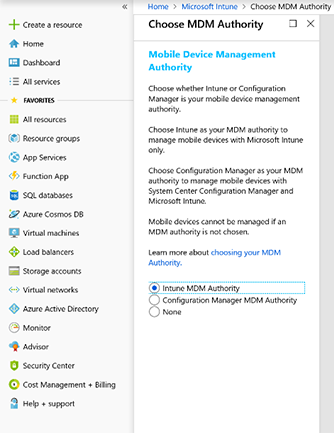 «
Create a resource
Home
Dashboard
All services
FAVORITES
All resources
Resource groups
App Services
Function App
SQL databases
Azure Cosmos DB
Virtual machines
Load balancers
Storage accounts
Virtual networks
Azure Active Directory
Monitor
Advisor
Security Center
Cost Management + Billing
Help + support
Home > Microsoft Intune > Choose MDM Authority
Choose MDM Authority
Mobile Device Management
Authority
Choose whether Intune or Configuration
Manager is your mobile device management
authority.
Choose Intune as your MDM authority to
manage mobile devices with Microsoft Intune
only.
Choose Configuration Manager as your MDM
authority to manage mobile devices with
System Center Configuration Manager and
Microsoft Intune.
Mobile devices cannot be managed if an
MDM authority is not chosen.
Learn more about choosing your MDM
Authority.
Intune MDM Authority
Configuration Manager MDM Authority
None